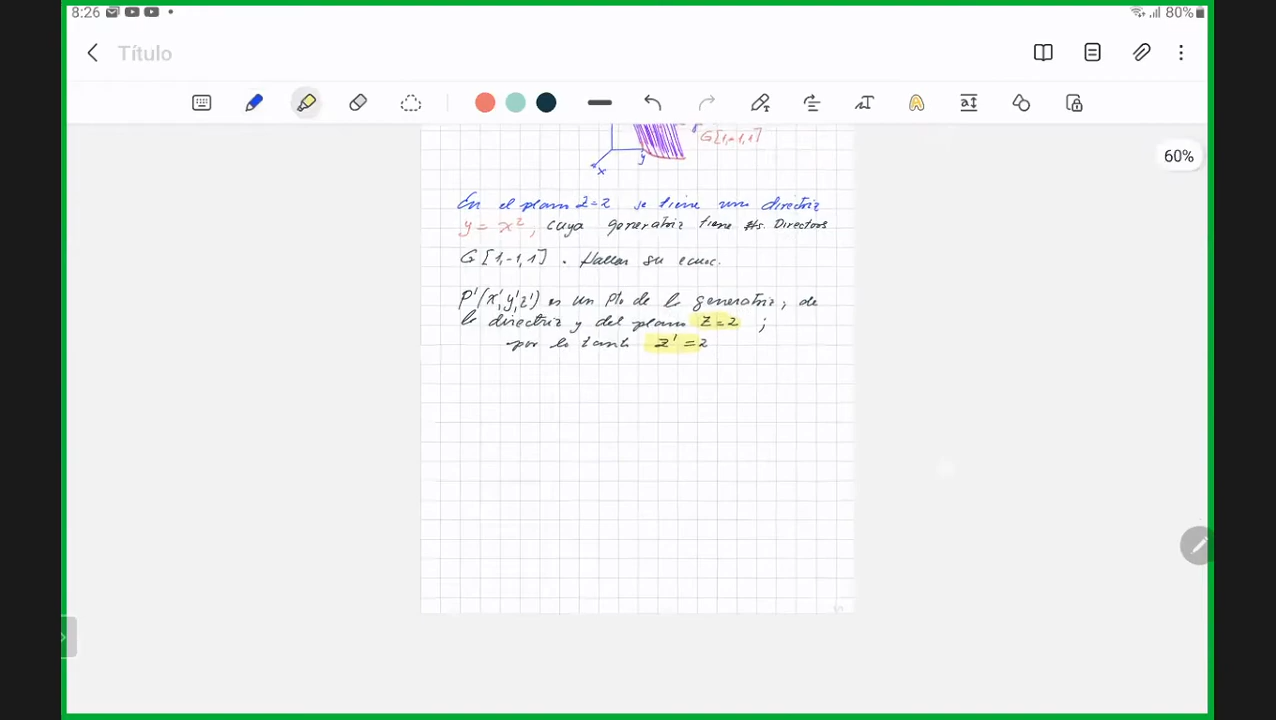 8:26
80%
Título
60%
G[1,-1,1]
y
x
En el plano z=2 se tiene una directriz
y = x², cuya generatriz tiene #s. Directores
G[1,-1,1]. Hallar su ecuac.
P'(x',y',z') es un pto de la generatriz, de
la directriz y del plano z=2 ;
por lo tanto z'=2